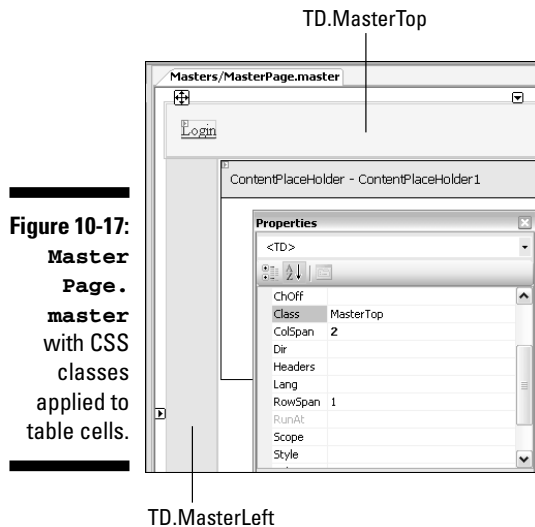 TD.MasterTop
Masters/MasterPage.master
Login
ContentPlaceHolder - ContentPlaceHolder1
Figure 10-17:
Master
Page.
master
with CSS
classes
applied to
table cells.
Properties
<TD>
ChOff
Class MasterTop
ColSpan 2
Dir
Headers
Lang
RowSpan 1
RunAt
Scope
Style
TD.MasterLeft